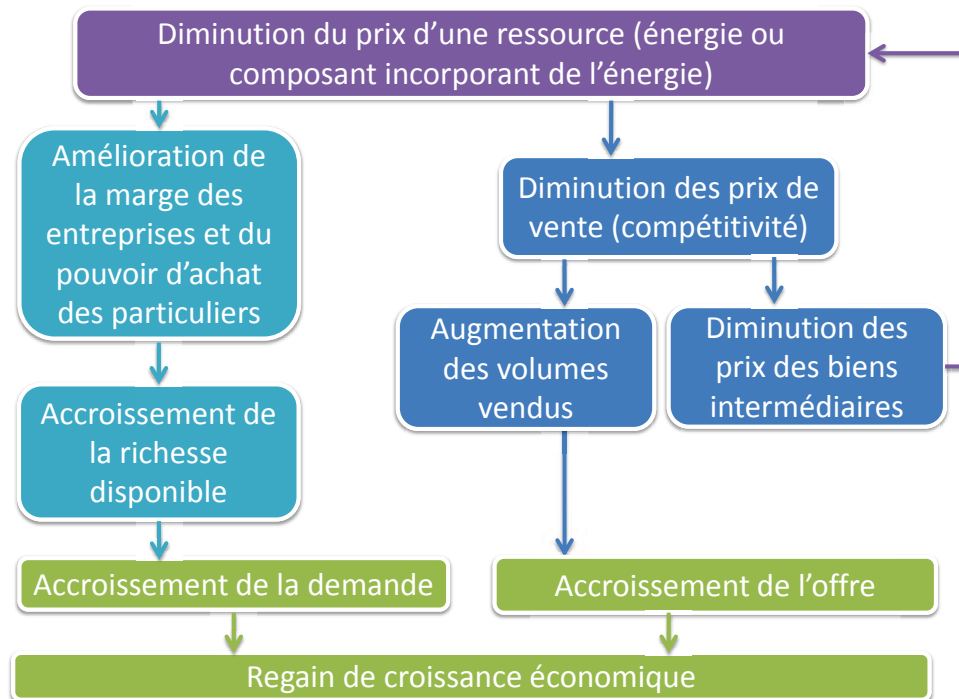 Diminution du prix d’une ressource (énergie ou
composant incorporant de l’énergie)
Amélioration de
la marge des
entreprises et du
pouvoir d’achat
des particuliers
Diminution des prix de
vente (compétitivité)
Augmentation
des volumes
vendus
Diminution des
prix des biens
intermédiaires
Accroissement de
la richesse
disponible
Accroissement de la demande
Accroissement de l’offre
Regain de croissance économique